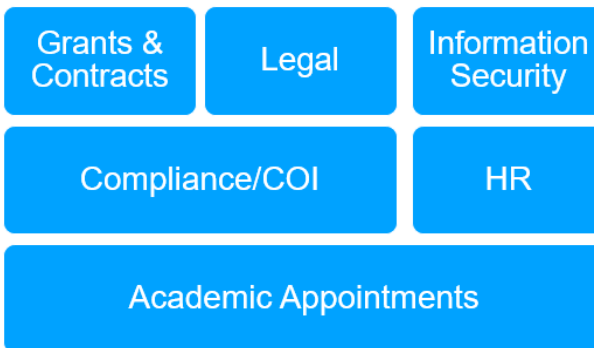 Grants &
Contracts
Legal
Information
Security
Compliance/COI
HR
Academic Appointments